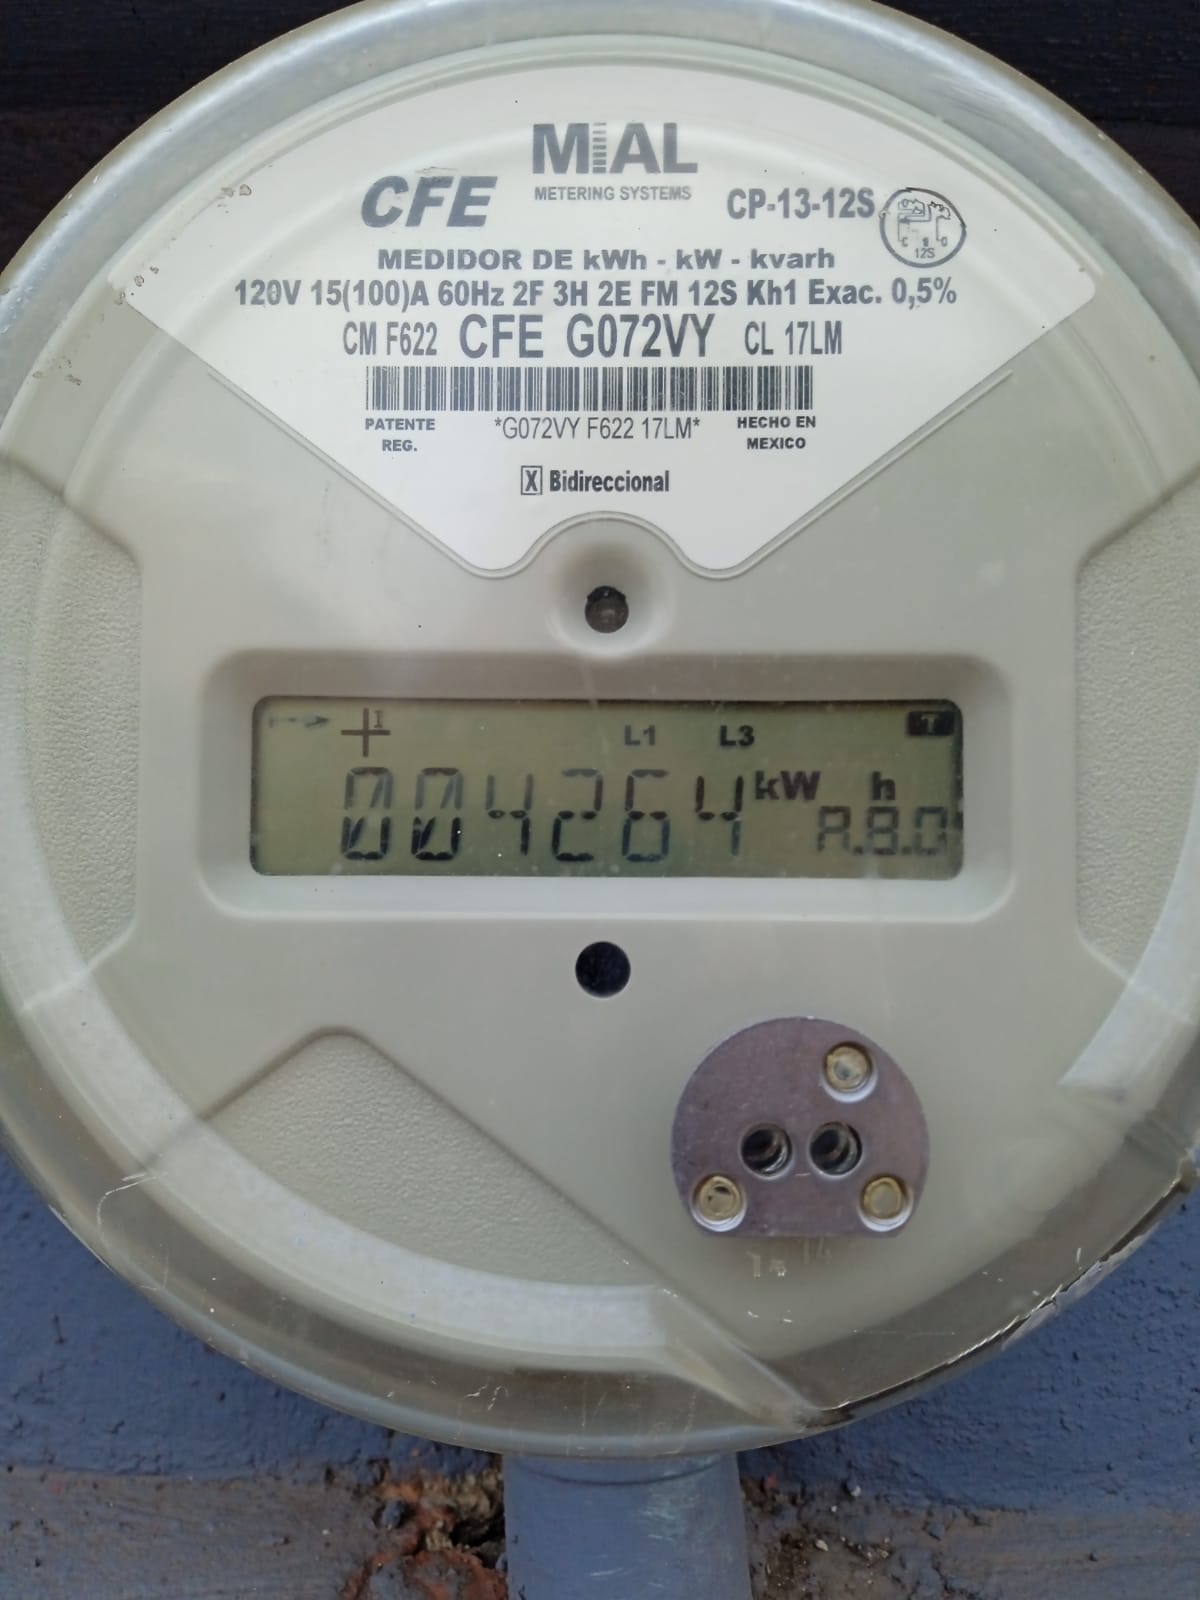 MIAL
METERING SYSTEMS
CFE
CP-13-12S
C 8 G
12S
MEDIDOR DE kWh - kW - kvarh
120V 15(100)A 60Hz 2F 3H 2E FM 12S Kh1 Exac. 0,5%
CM F622 CFE G072VY CL 17LM
PATENTE REG.
*G072VY F622 17LM*
HECHO EN MEXICO
X Bidireccional
I L1 L3 T
004264 kW h
14